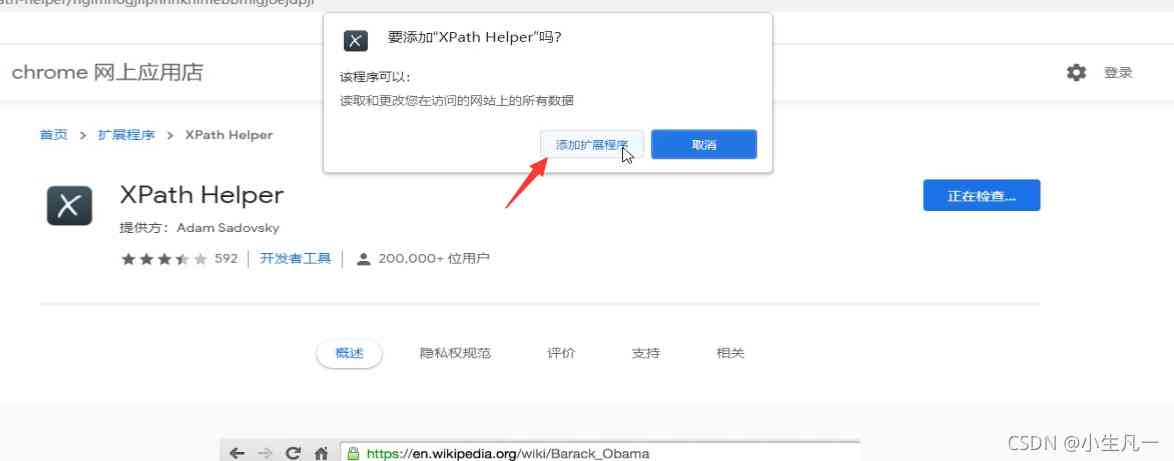 要添加“XPath Helper”吗?
该程序可以:
读取和更改您在访问的网站上的所有数据
添加扩展程序 取消
chrome 网上应用店 登录
首页 > 扩展程序 > XPath Helper
XPath Helper
正在检查...
提供方: Adam Sadovsky
592 | 开发者工具 | 200,000+ 位用户
概述 隐私权规范 评价 支持 相关
https://en.wikipedia.org/wiki/Barack_Obama
CSDN @小生凡一